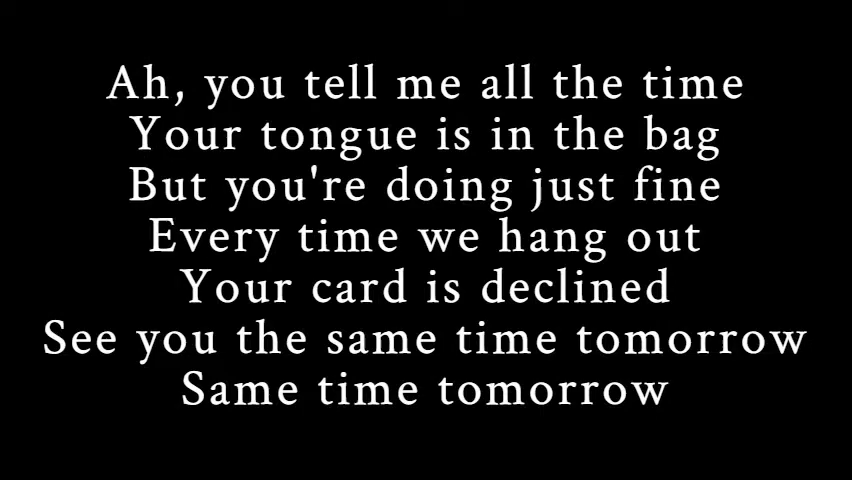 Ah, you tell me all the time
Your tongue is in the bag
But you're doing just fine
Every time we hang out
Your card is declined
See you the same time tomorrow
Same time tomorrow